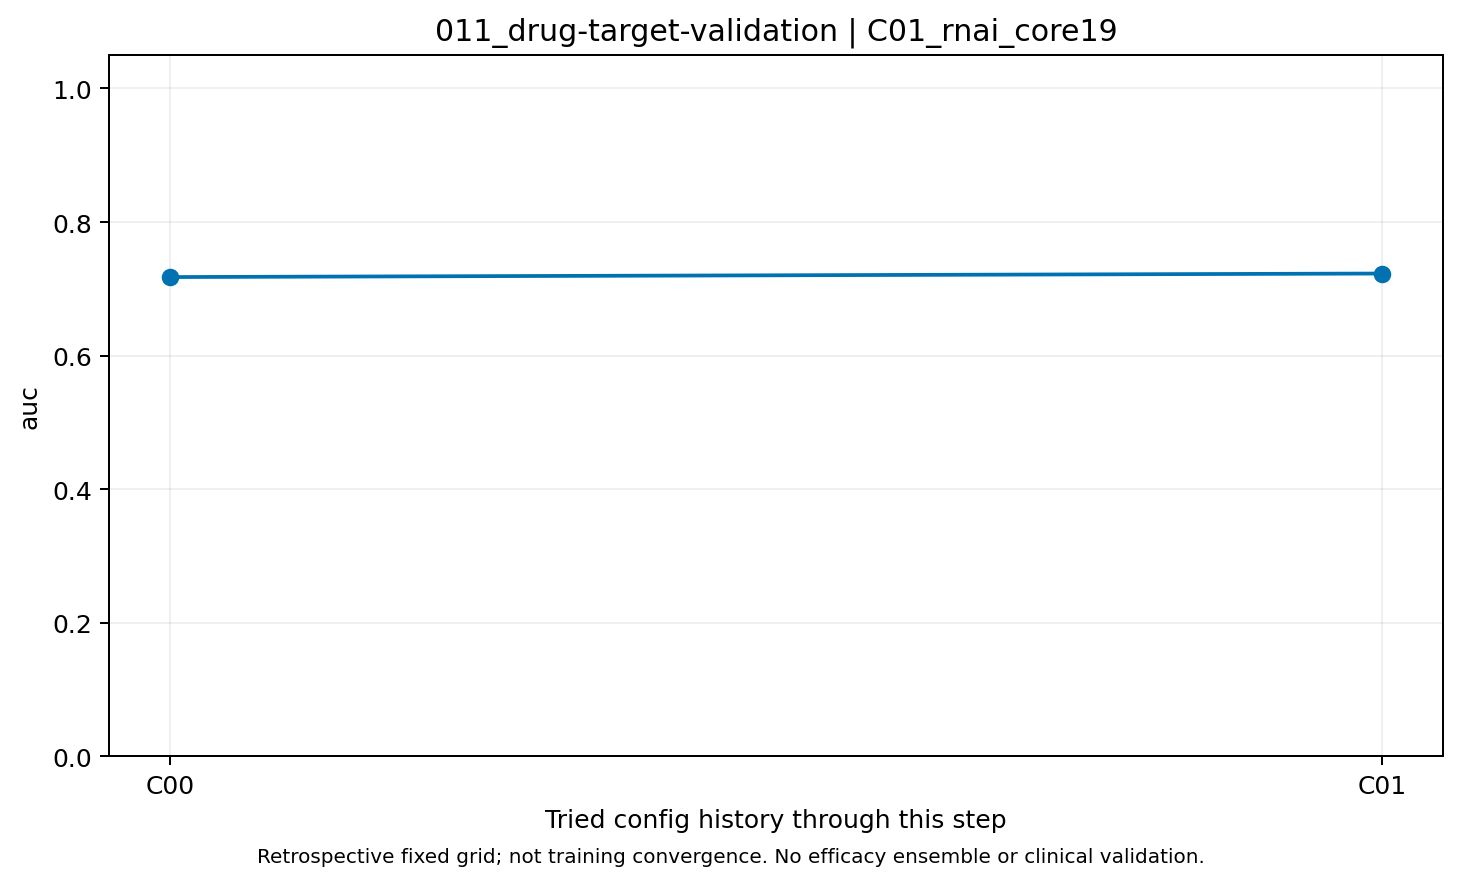 011_drug-target-validation | C01_rnai_core19
1.0
0.8
0.6
0.4
0.2
0.0
auc
C00
C01
Tried config history through this step
Retrospective fixed grid; not training convergence. No efficacy ensemble or clinical validation.